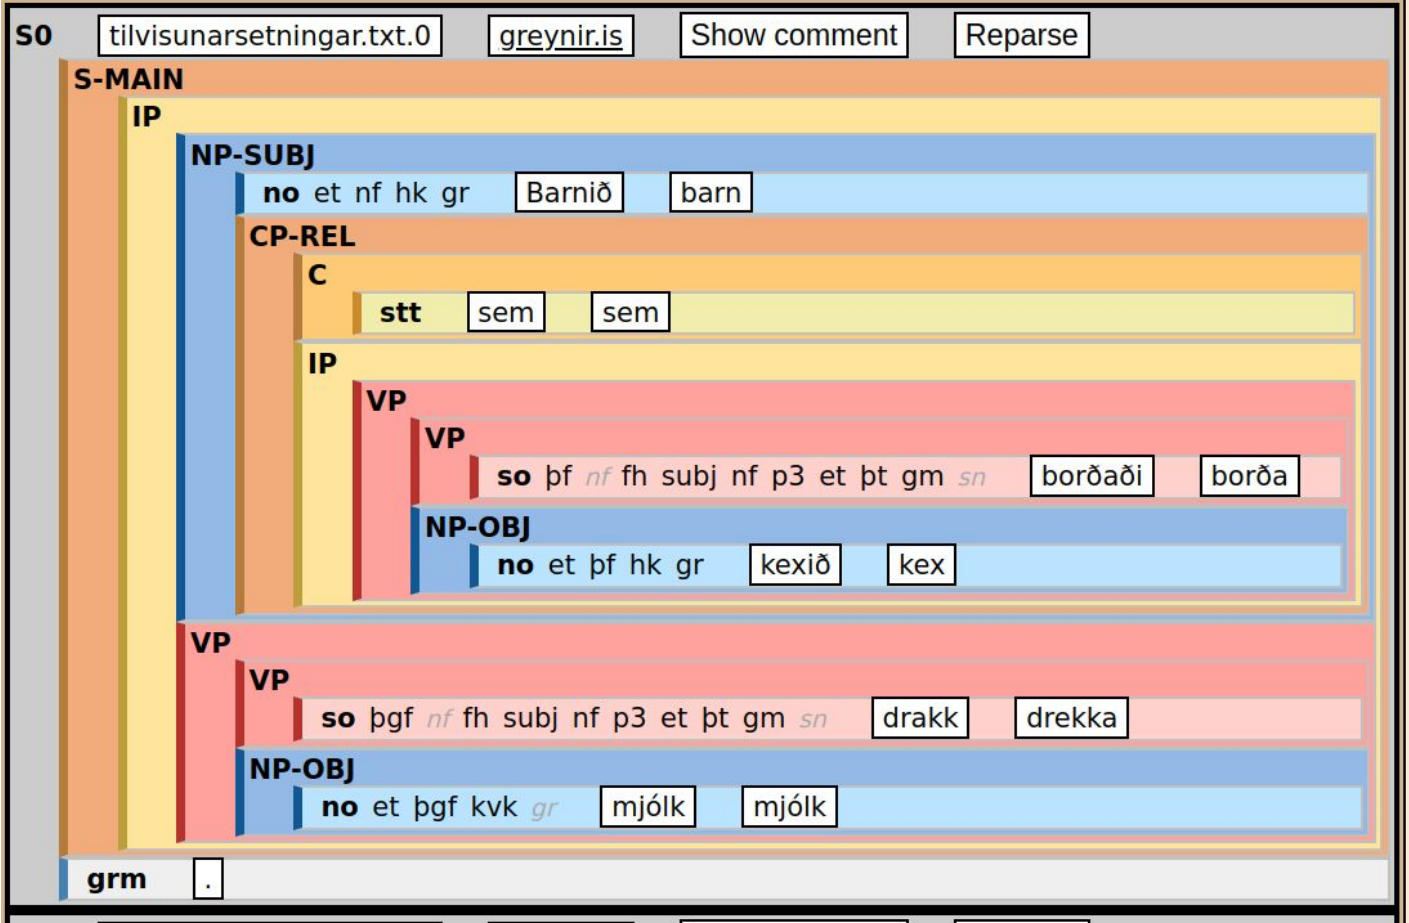 S0 tilvisunarsetningar.txt.0 greynir.is Show comment Reparse
S-MAIN
IP
NP-SUBJ
no et nf hk gr Barnið barn
CP-REL
C
stt sem sem
IP
VP
VP
so þf nf fh subj nf p3 et þt gm sn borðaði borða
NP-OBJ
no et þf hk gr kexið kex
VP
VP
so þgf nf fh subj nf p3 et þt gm sn drakk drekka
NP-OBJ
no et þgf kvk gr mjólk mjólk
grm .